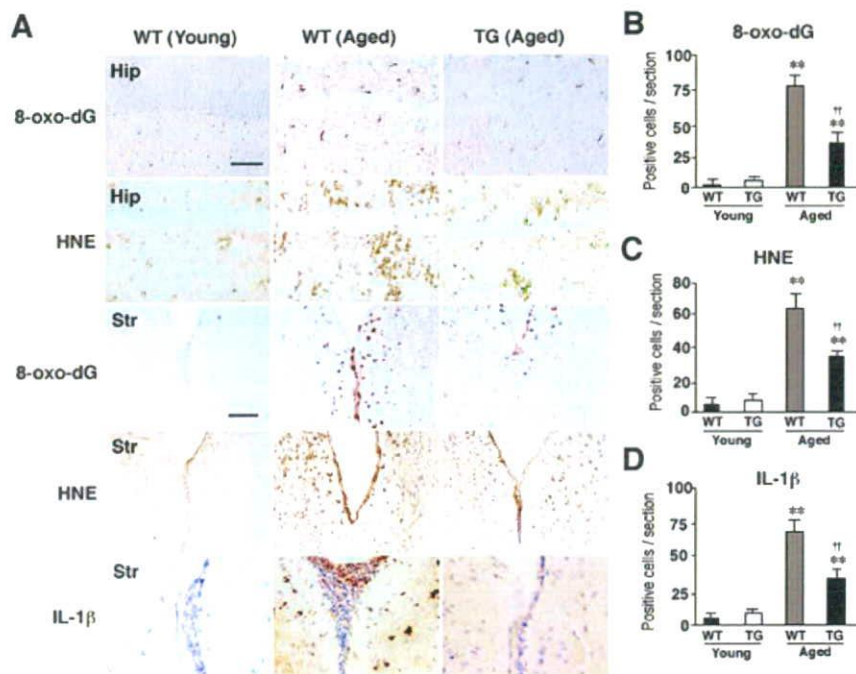 A
WT (Young) WT (Aged) TG (Aged)
Hip
8-oxo-dG
Hip
HNE
Str
8-oxo-dG
Str
HNE
Str
IL-1β
B
8-oxo-dG
Positive cells / section
100
75
50
25
0
**
††
**
WT TG WT TG
Young Aged
C
HNE
Positive cells / section
80
60
40
20
0
**
††
**
WT TG WT TG
Young Aged
D
IL-1β
Positive cells / section
100
75
50
25
0
**
††
**
WT TG WT TG
Young Aged